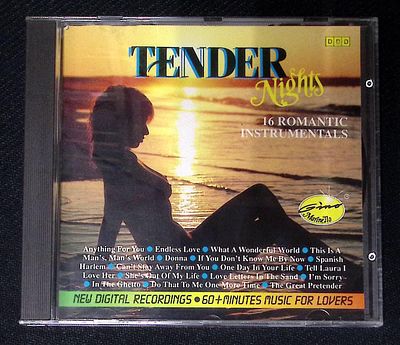 DDD
TENDER
Nights
16 ROMANTIC
INSTRUMENTALS
Gino
Marinello
Anything For You ● Endless Love ● What A Wonderful World ● This Is A
Man's, Man's World ● Donna ● If You Don't Know Me By Now ● Spanish
Harlem ● Can't Stay Away From You ● One Day In Your Life ● Tell Laura I
Love Her ● She's Out Of My Life ● Love Letters In The Sand ● I'm Sorry
● In The Ghetto ● Do That To Me One More Time ● The Great Pretender
NEW DIGITAL RECORDINGS ● 60+MINUTES MUSIC FOR LOVERS